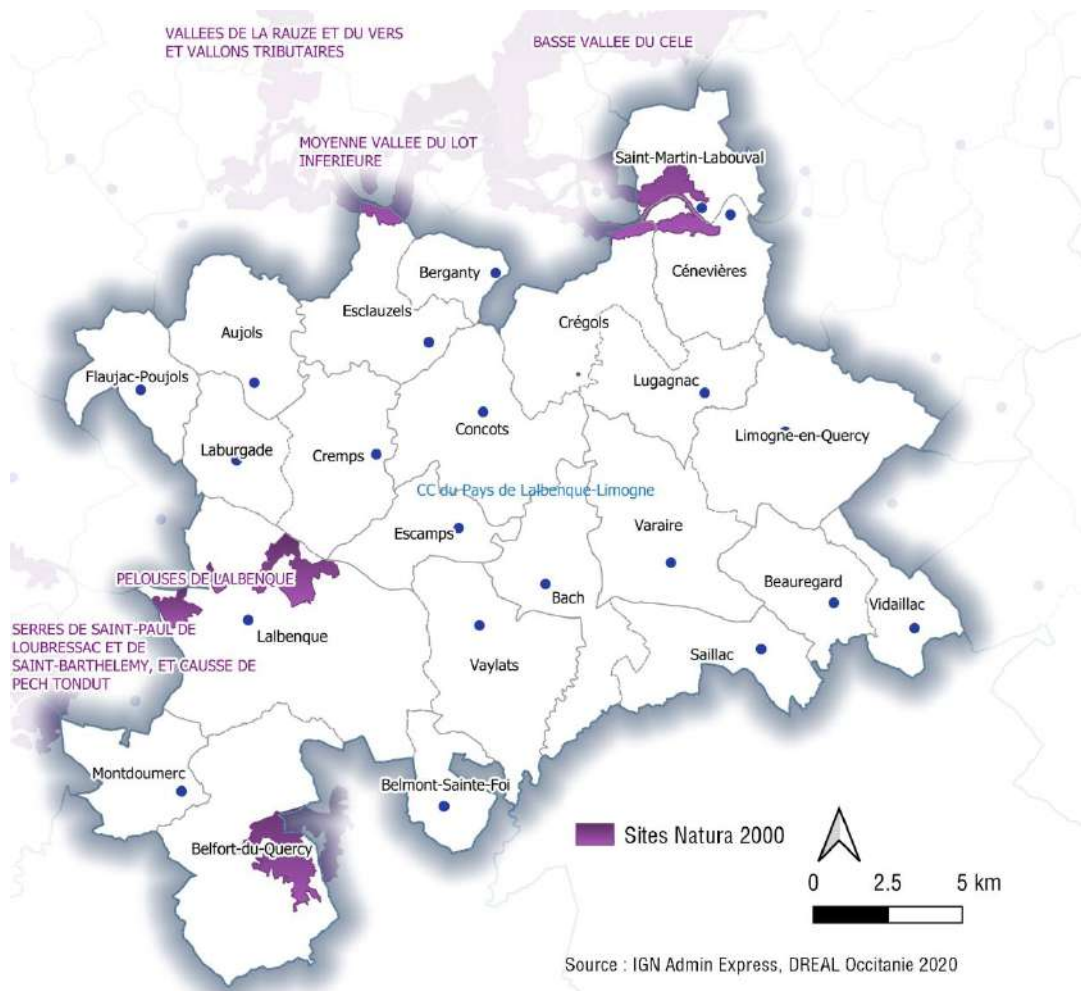 VALLEES DE LA RAUZE ET DU VERS
ET VALLONS TRIBUTAIRES
BASSE VALLEE DU CELE
MOYENNE VALLEE DU LOT
INFERIEURE
Saint-Martin-Labouval
Berganty
Cénevières
Esclauzels
Crégols
Aujols
Flaujac-Poujols
Lugagnac
Concots
Limogne-en-Quercy
Laburgade
Cremps
CC du Pays de Lalbenque-Limogne
Escamps
Varaire
PELOUSES DE LALBENQUE
Beauregard
Bach
Vidaillac
Lalbenque
SERRES DE SAINT-PAUL DE
LOUBRESSAC ET DE
SAINT-BARTHELEMY, ET CAUSSE DE
PECH TONDUT
Saillac
Vaylats
Montdoumerc
Belmont-Sainte-Foi
Belfort-du-Quercy
Sites Natura 2000
0 2.5 5 km
Source : IGN Admin Express, DREAL Occitanie 2020